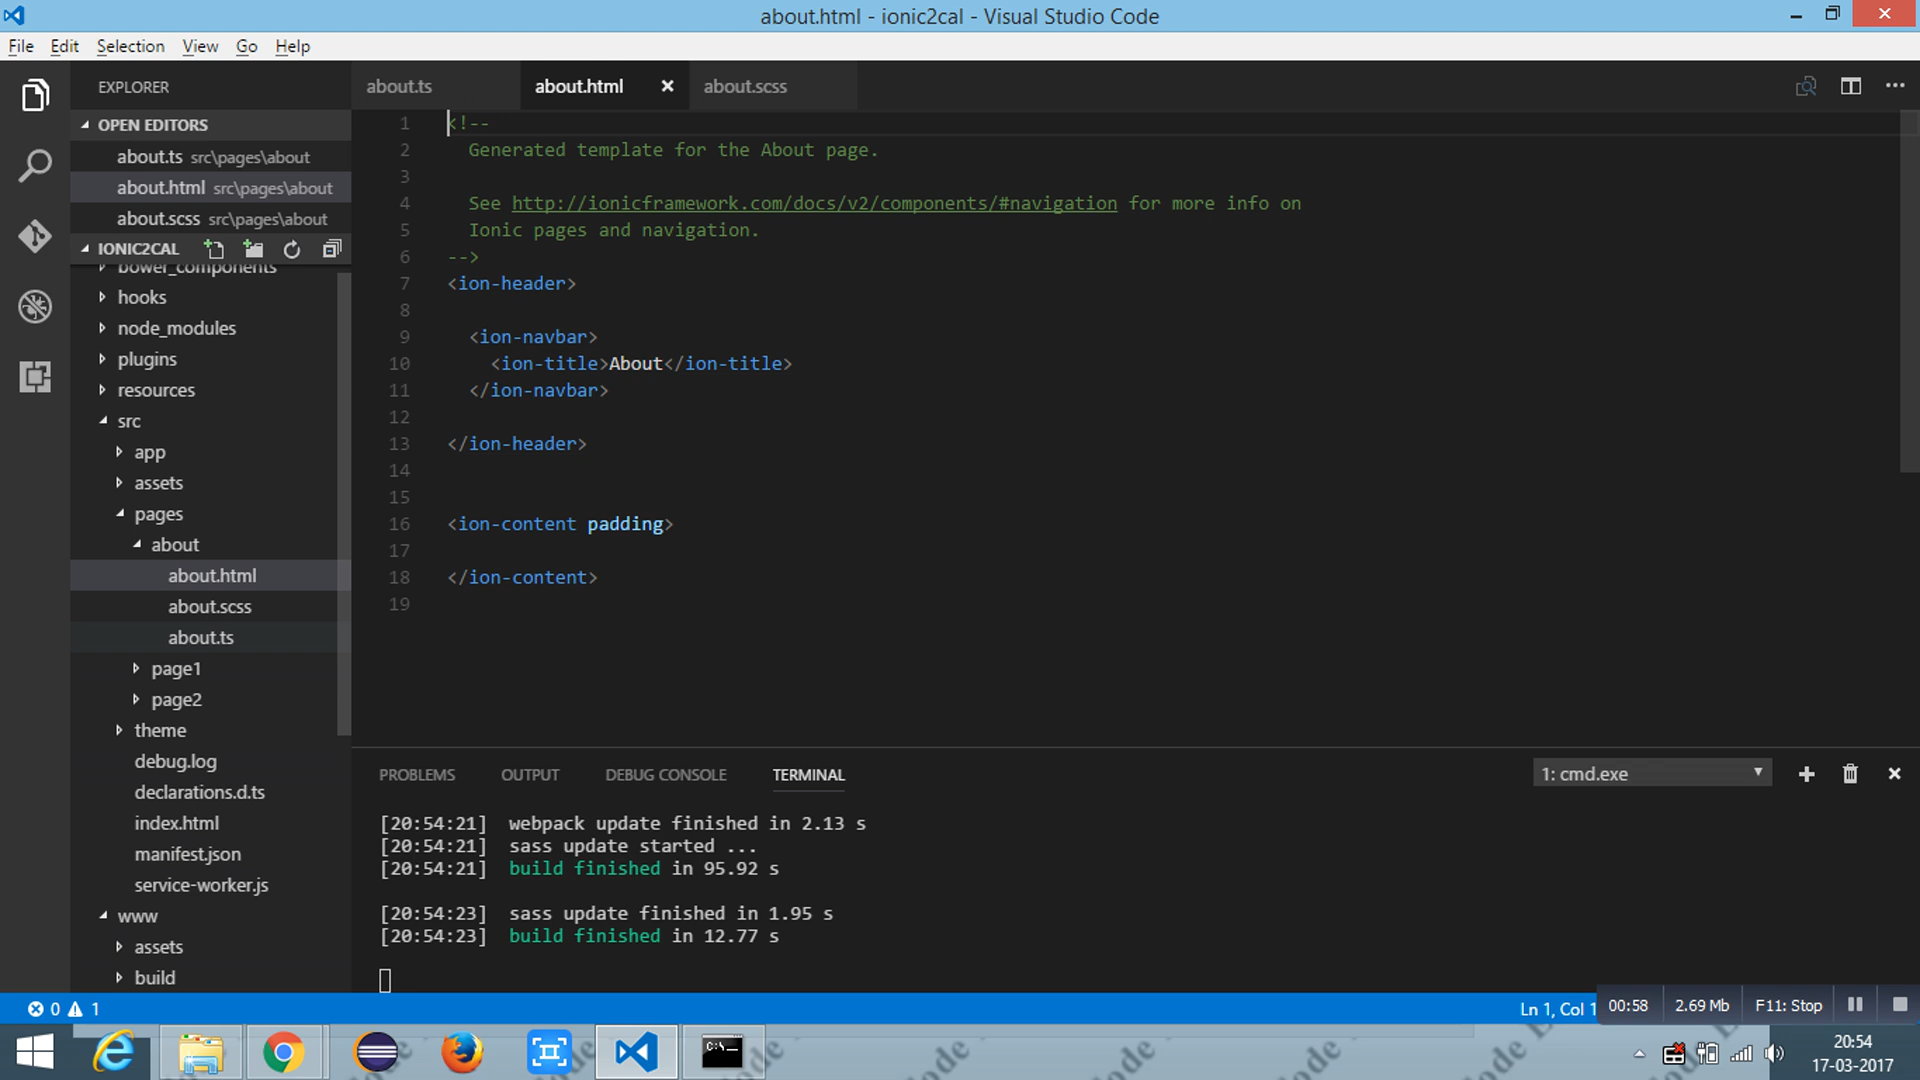 about.html - ionic2cal - Visual Studio Code
File Edit Selection View Go Help
EXPLORER
OPEN EDITORS
about.ts src\pages\about
about.html src\pages\about
about.scss src\pages\about
IONIC2CAL
bower_components
hooks
node_modules
plugins
resources
src
app
assets
pages
about
about.html
about.scss
about.ts
page1
page2
theme
debug.log
declarations.d.ts
index.html
manifest.json
service-worker.js
www
assets
build
about.ts about.html about.scss
1 <!--
2 Generated template for the About page.
3
4 See http://ionicframework.com/docs/v2/components/#navigation for more info on
5 Ionic pages and navigation.
6 -->
7 <ion-header>
8
9 <ion-navbar>
10 <ion-title>About</ion-title>
11 </ion-navbar>
12
13 </ion-header>
14
15
16 <ion-content padding>
17
18 </ion-content>
19
PROBLEMS OUTPUT DEBUG CONSOLE TERMINAL 1: cmd.exe
[20:54:21] webpack update finished in 2.13 s
[20:54:21] sass update started ...
[20:54:21] build finished in 95.92 s
[20:54:23] sass update finished in 1.95 s
[20:54:23] build finished in 12.77 s
0 1 Ln 1, Col 1 00:58 2.69 Mb F11: Stop
C:\
20:54
17-03-2017